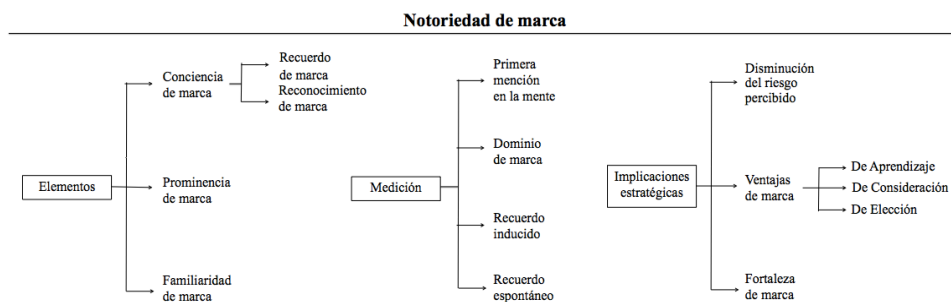 Notoriedad de marca
Elementos
Conciencia
de marca
Recuerdo
de marca
Reconocimiento
de marca
Prominencia
de marca
Familiaridad
de marca
Medición
Primera
mención
en la mente
Dominio
de marca
Recuerdo
inducido
Recuerdo
espontáneo
Implicaciones
estratégicas
Disminución
del riesgo
percibido
Ventajas
de marca
De Aprendizaje
De Consideración
De Elección
Fortaleza
de marca